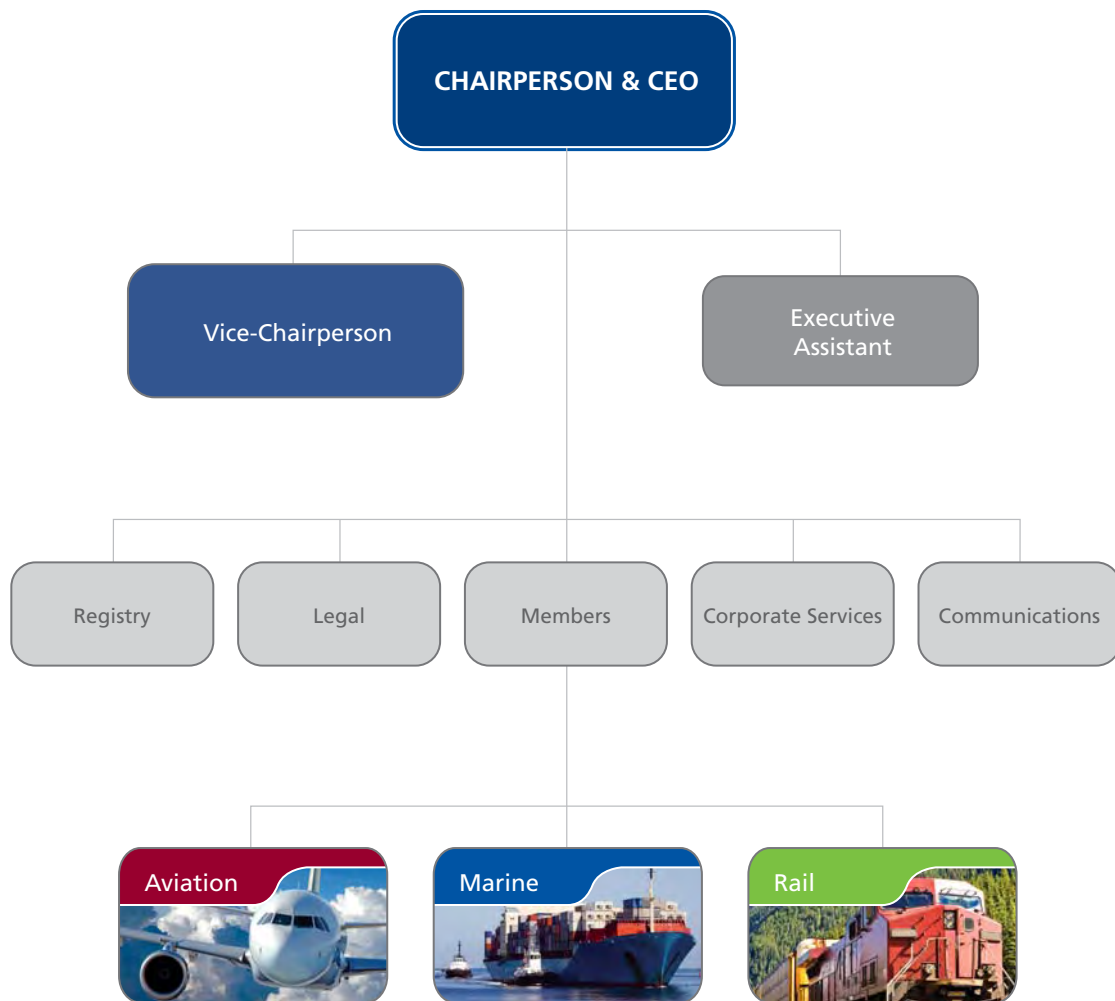 CHAIRPERSON & CEO
Vice-Chairperson
Executive
Assistant
Registry
Legal
Members
Corporate Services
Communications
Aviation
Marine
Rail